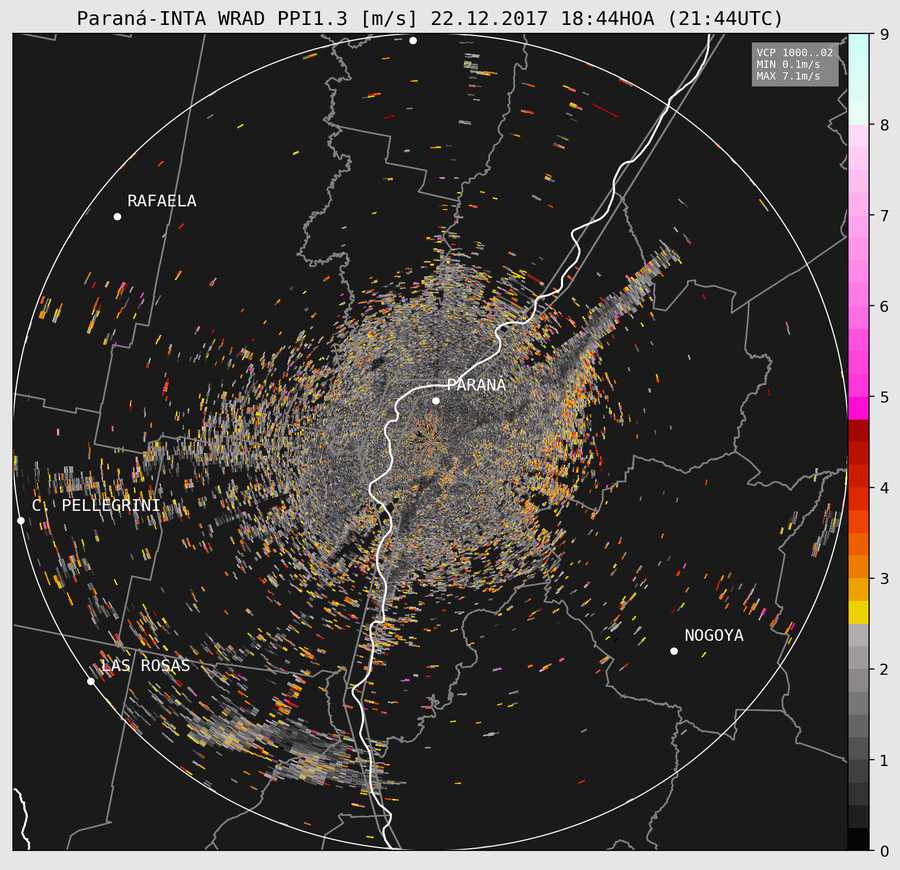 Paraná-INTA WRAD PPI1.3 [m/s] 22.12.2017 18:44HOA (21:44UTC)
VCP 1000..02
MIN 0.1m/s
MAX 7.1m/s
RAFAELA
PARANÁ
C. PELLEGRINI
NOGOYA
LAS ROSAS
9
8
7
6
5
4
3
2
1
0